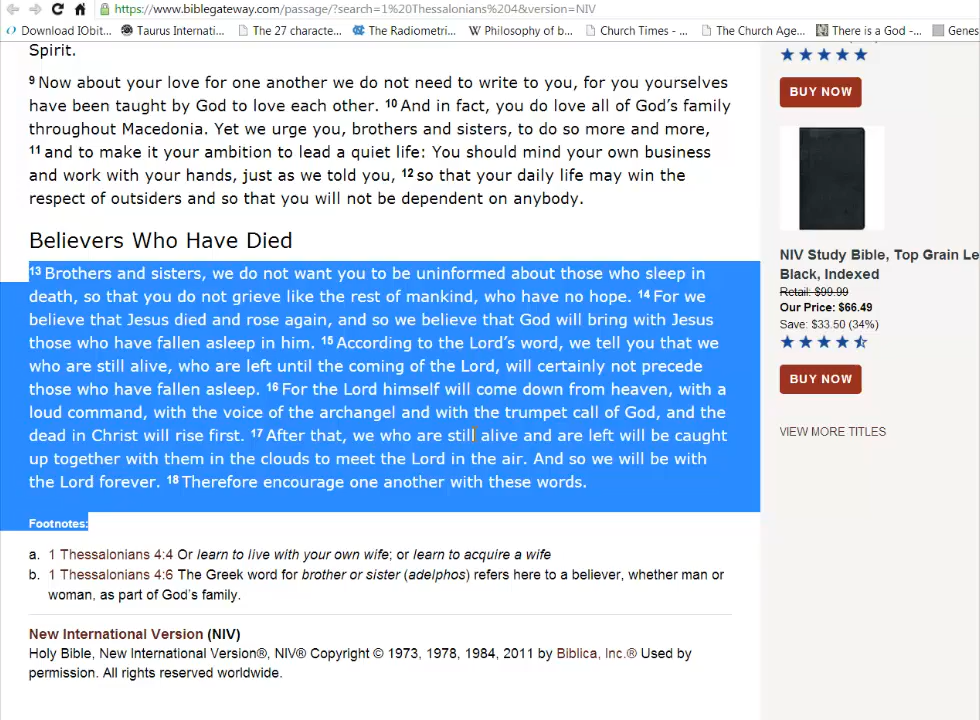 https://www.biblegateway.com/passage/?search=1%20Thessalonians%204&version=NIV
Download IObit...
Taurus Internati...
The 27 characte...
The Radiometri...
Philosophy of b...
Church Times - ...
The Church Age...
There is a God -...
Genes
Spirit.
9 Now about your love for one another we do not need to write to you, for you yourselves
have been taught by God to love each other. 10 And in fact, you do love all of God's family
throughout Macedonia. Yet we urge you, brothers and sisters, to do so more and more,
11 and to make it your ambition to lead a quiet life: You should mind your own business
and work with your hands, just as we told you, 12 so that your daily life may win the
respect of outsiders and so that you will not be dependent on anybody.
Believers Who Have Died
13 Brothers and sisters, we do not want you to be uninformed about those who sleep in
death, so that you do not grieve like the rest of mankind, who have no hope. 14 For we
believe that Jesus died and rose again, and so we believe that God will bring with Jesus
those who have fallen asleep in him. 15 According to the Lord's word, we tell you that we
who are still alive, who are left until the coming of the Lord, will certainly not precede
those who have fallen asleep. 16 For the Lord himself will come down from heaven, with a
loud command, with the voice of the archangel and with the trumpet call of God, and the
dead in Christ will rise first. 17 After that, we who are still alive and are left will be caught
up together with them in the clouds to meet the Lord in the air. And so we will be with
the Lord forever. 18 Therefore encourage one another with these words.
Footnotes:
a. 1 Thessalonians 4:4 Or learn to live with your own wife; or learn to acquire a wife
b. 1 Thessalonians 4:6 The Greek word for brother or sister (adelphos) refers here to a believer, whether man or
woman, as part of God's family.
New International Version (NIV)
Holy Bible, New International Version®, NIV® Copyright © 1973, 1978, 1984, 2011 by Biblica, Inc.® Used by
permission. All rights reserved worldwide.
BUY NOW
NIV Study Bible, Top Grain Le
Black, Indexed
Retail: $99.99
Our Price: $66.49
Save: $33.50 (34%)
BUY NOW
VIEW MORE TITLES